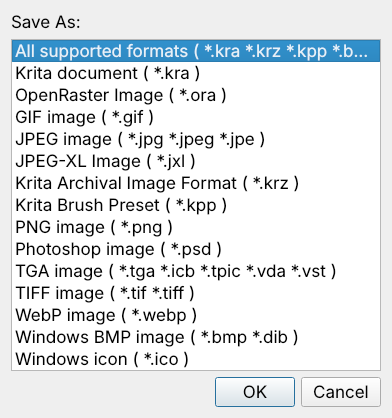 Save As:
All supported formats ( *.kra *.krz *.kpp *.b...
Krita document ( *.kra )
OpenRaster Image ( *.ora )
GIF image ( *.gif )
JPEG image ( *.jpg *.jpeg *.jpe )
JPEG-XL Image ( *.jxl )
Krita Archival Image Format ( *.krz )
Krita Brush Preset ( *.kpp )
PNG image ( *.png )
Photoshop image ( *.psd )
TGA image ( *.tga *.icb *.tpic *.vda *.vst )
TIFF image ( *.tif *.tiff )
WebP image ( *.webp )
Windows BMP image ( *.bmp *.dib )
Windows icon ( *.ico )
OK Cancel